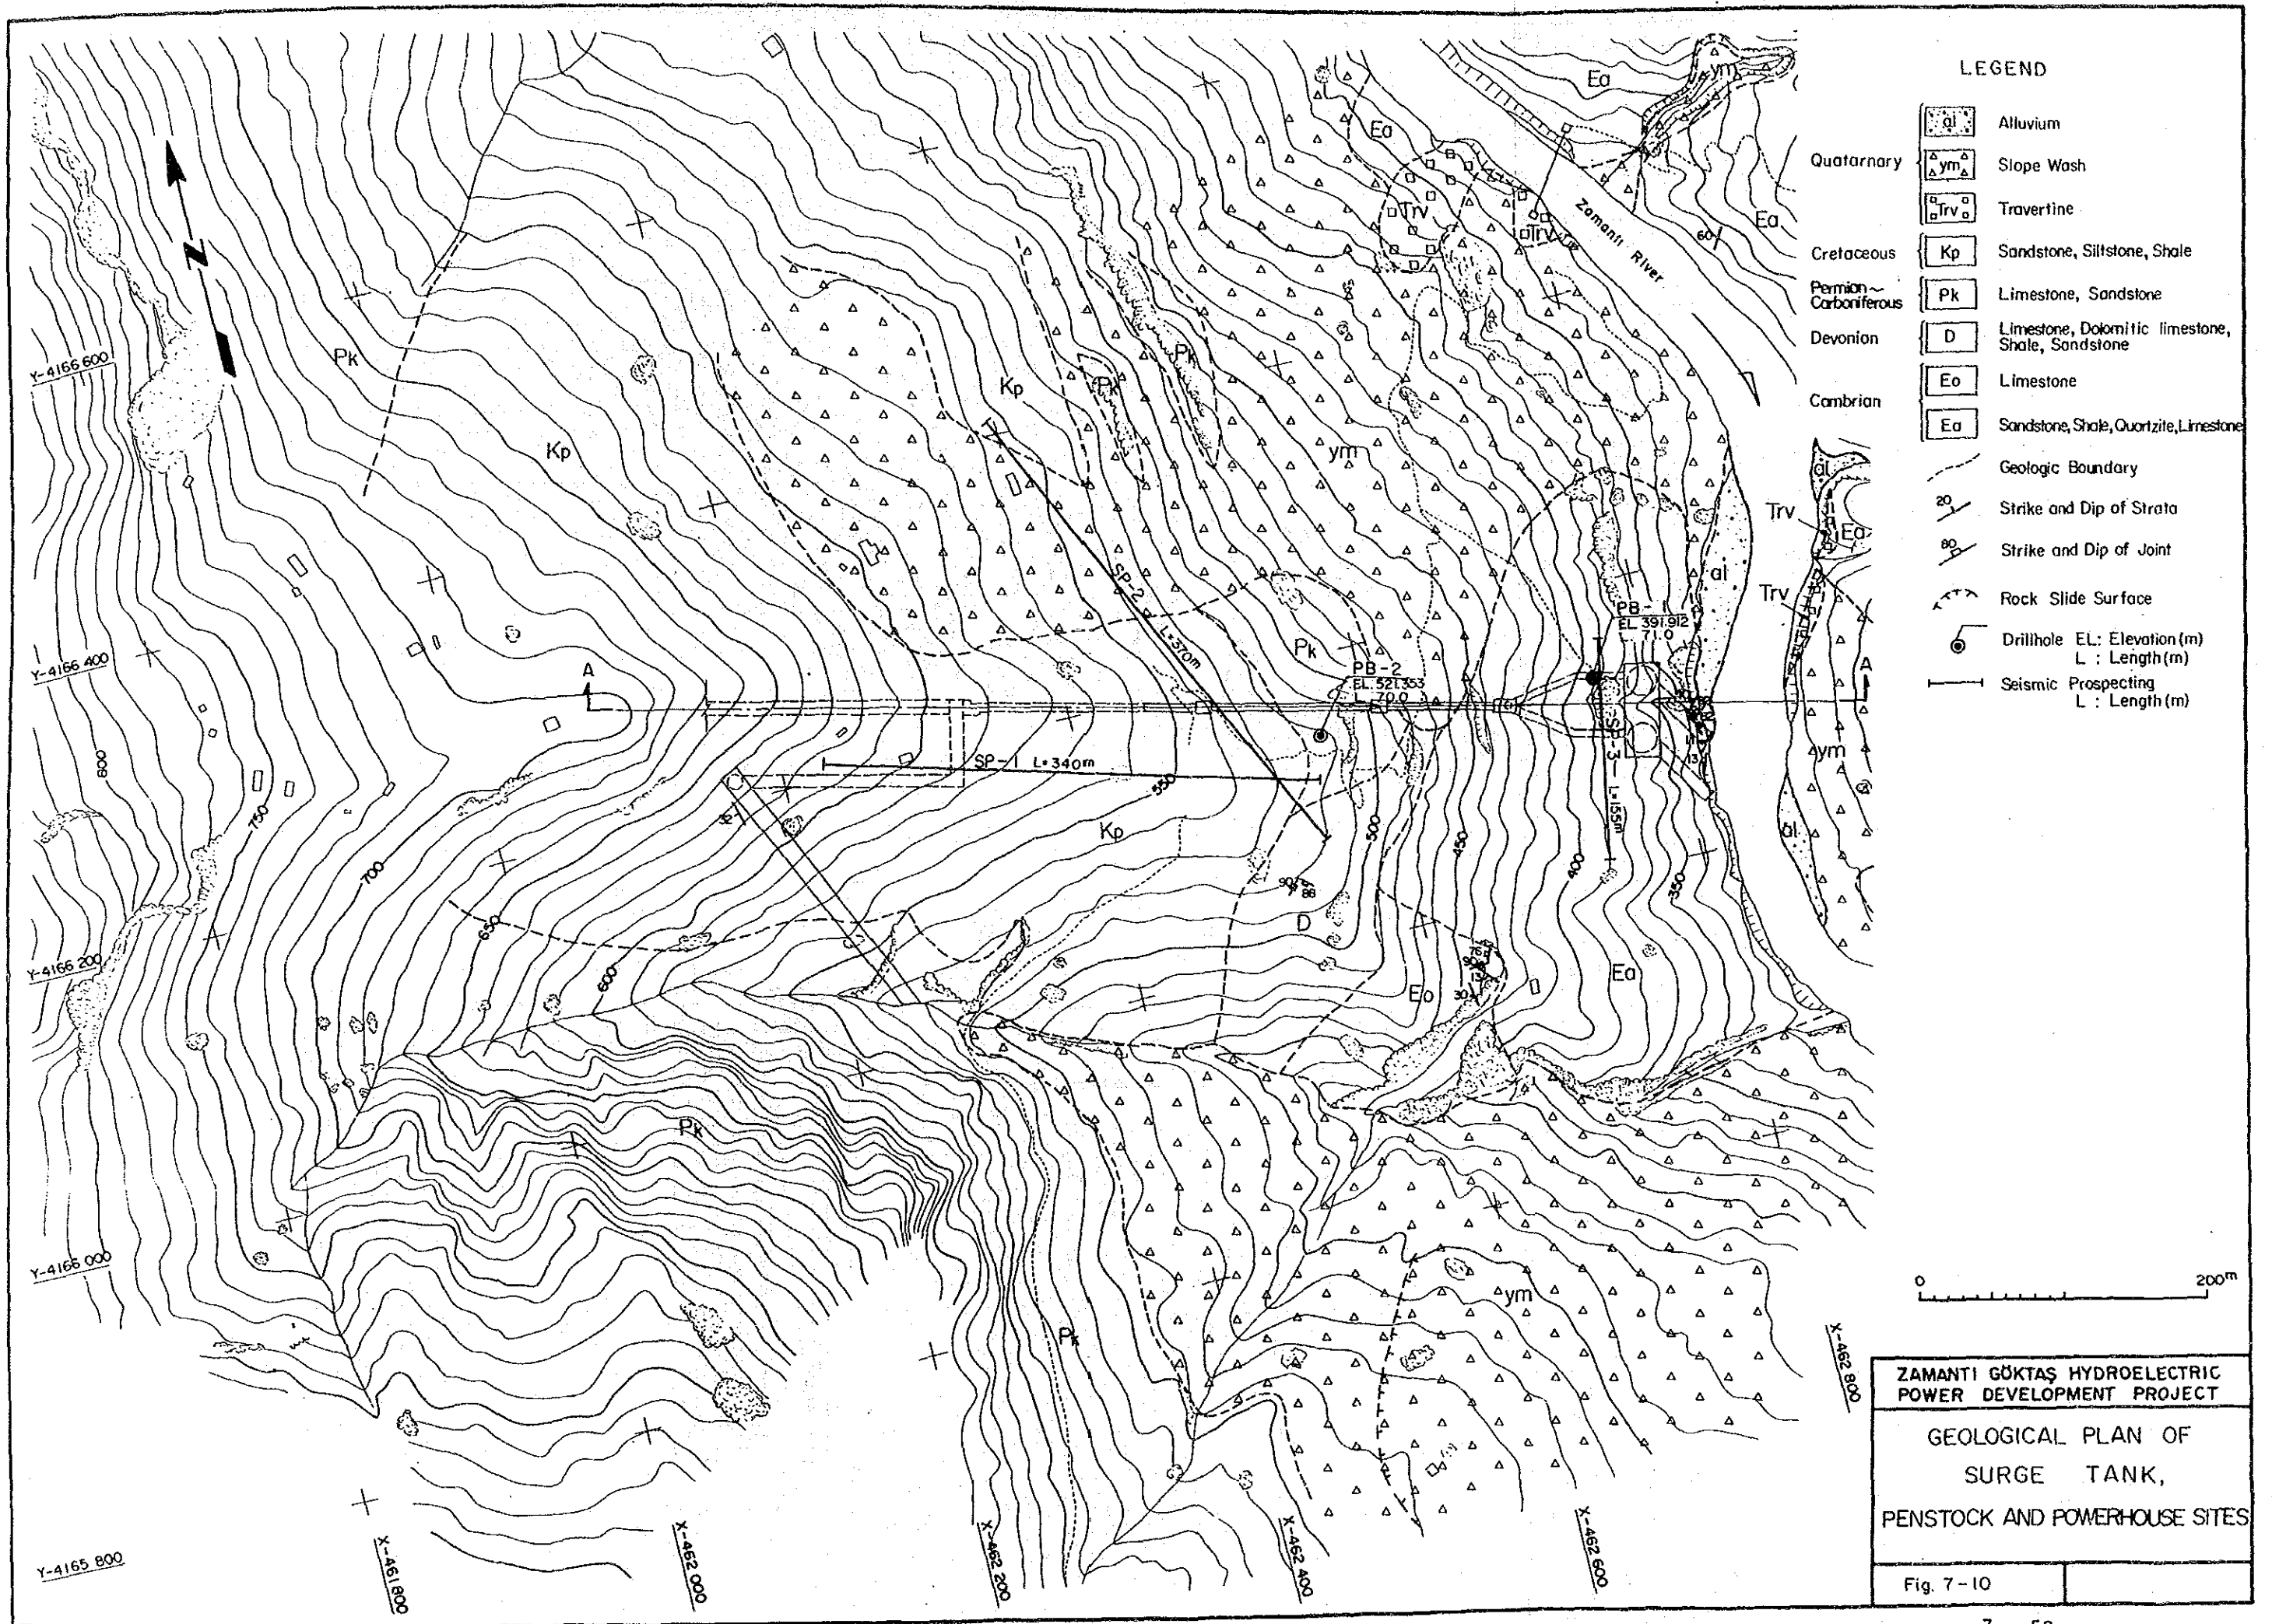 LEGEND
Quatarnary
al
Alluvium
ym
Slope Wash
Trv
Travertine
Cretaceous
Kp
Sandstone, Siltstone, Shale
Permian~
Carboniferous
Pk
Limestone, Sandstone
Devonian
D
Limestone, Dolomitic limestone,
Shale, Sandstone
Cambrian
Eo
Limestone
Ea
Sandstone, Shale, Quartzite, Limestone
Geologic Boundary
20
Strike and Dip of Strata
80
Strike and Dip of Joint
Rock Slide Surface
Drillhole EL: Elevation(m)
L : Length(m)
Seismic Prospecting
L : Length(m)
N
Ea
ym
Ea
Ea
Trv
Trv
Zamanti River
60
Y-4166 600
Pk
Pk
Pk
Kp
Kp
ym
al
Trv
Ea
Trv
al
SP-2
L=370m
PB-1
EL 391.912
71.0
Y-4166 400
A
Pk
PB-2
EL 521.353
70.0
A
ym
SP-1 L=340m
SP-3
L=155m
32
Kp
550
500
450
400
350
800
750
700
650
600
al
90
88
D
Y-4166 200
Eo
30
Ea
Pk
Y-4166 000
Pk
ym
0
200m
X-462 800
ZAMANTI GÖKTAŞ HYDROELECTRIC
POWER DEVELOPMENT PROJECT
GEOLOGICAL PLAN OF
SURGE TANK,
PENSTOCK AND POWERHOUSE SITES
Fig. 7-10
Y-4165 800
X-461 800
X-462 000
X-462 200
X-462 400
X-462 600